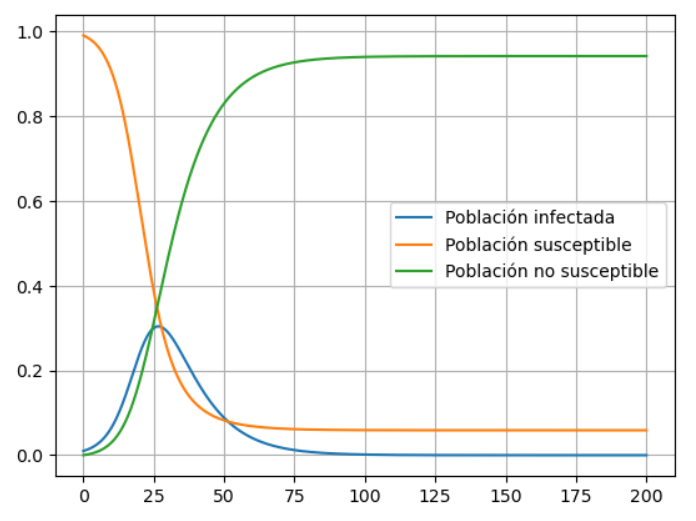 1.0
0.8
0.6
0.4
0.2
0.0
Población infectada
Población susceptible
Población no susceptible
0 25 50 75 100 125 150 175 200